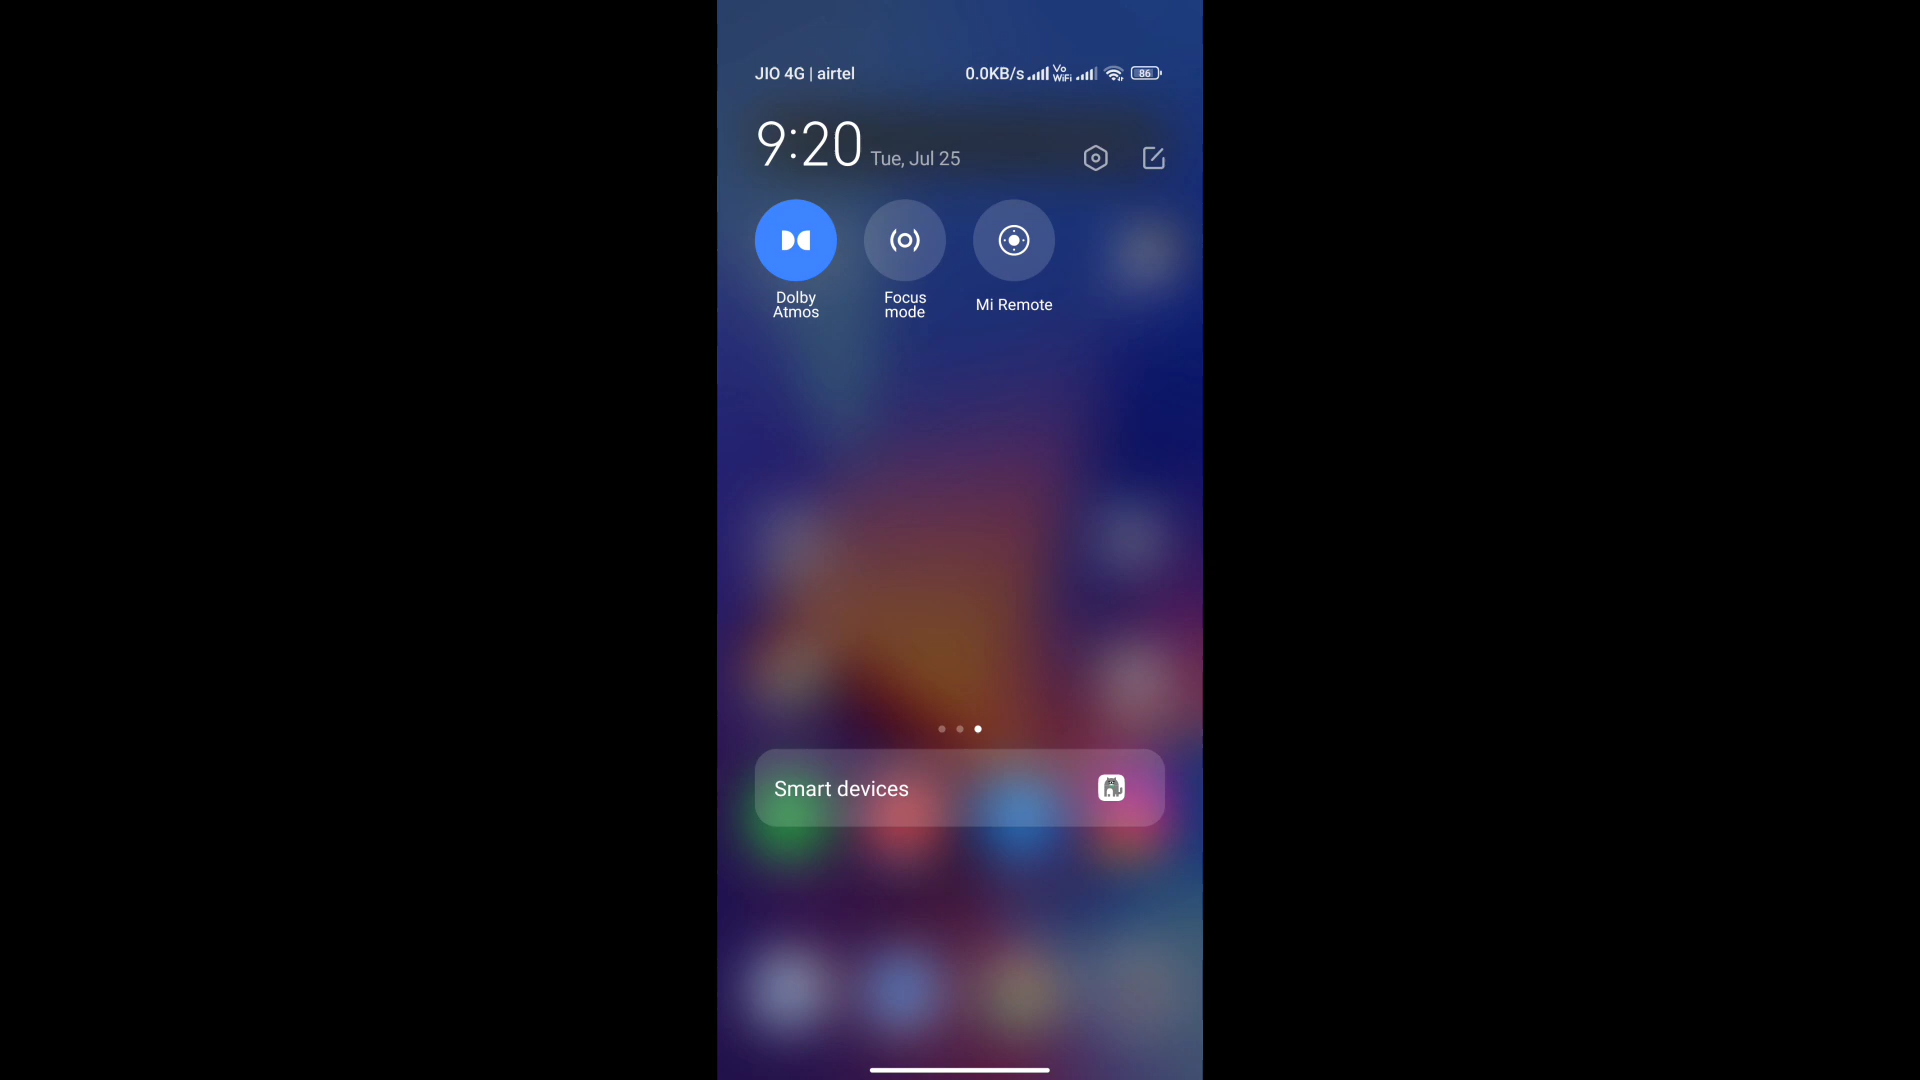 JIO 4G | airtel 0.0KB/s Vo WiFi 86
9:20 Tue, Jul 25
Dolby Atmos
Focus mode
Mi Remote
Smart devices